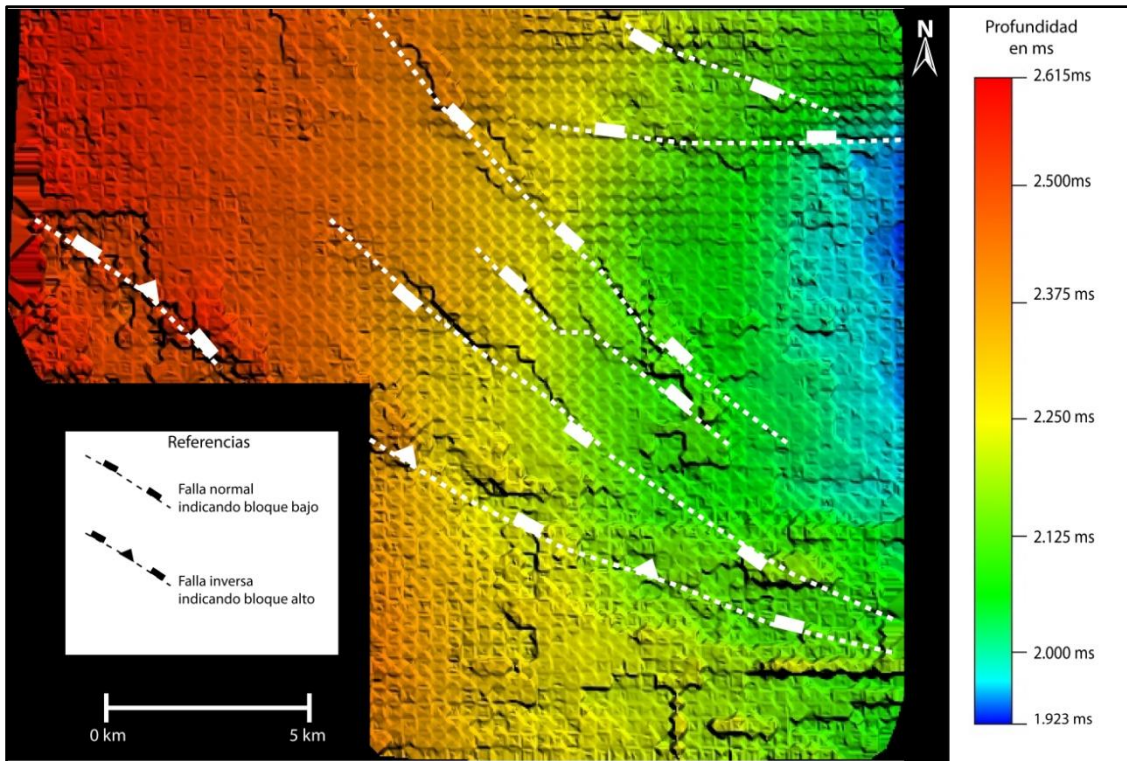 N
Profundidad
en ms
2.615ms
2.500ms
2.375 ms
2.250 ms
2.125 ms
2.000 ms
1.923 ms
Referencias
Falla normal
indicando bloque bajo
Falla inversa
indicando bloque alto
0 km
5 km